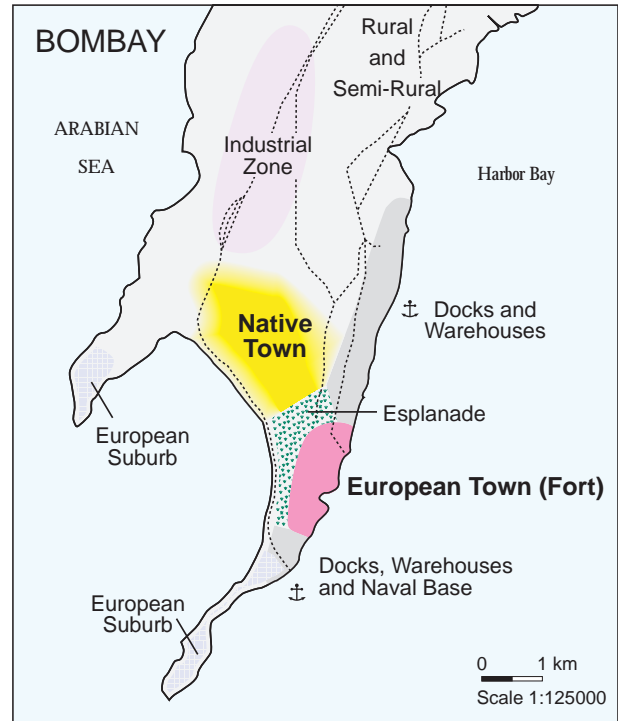 BOMBAY
Rural
and
Semi-Rural
ARABIAN
SEA
Industrial
Zone
Harbor Bay
Docks and
Warehouses
Native
Town
Esplanade
European
Suburb
European Town (Fort)
Docks, Warehouses
and Naval Base
European
Suburb
0 1 km
Scale 1:125000